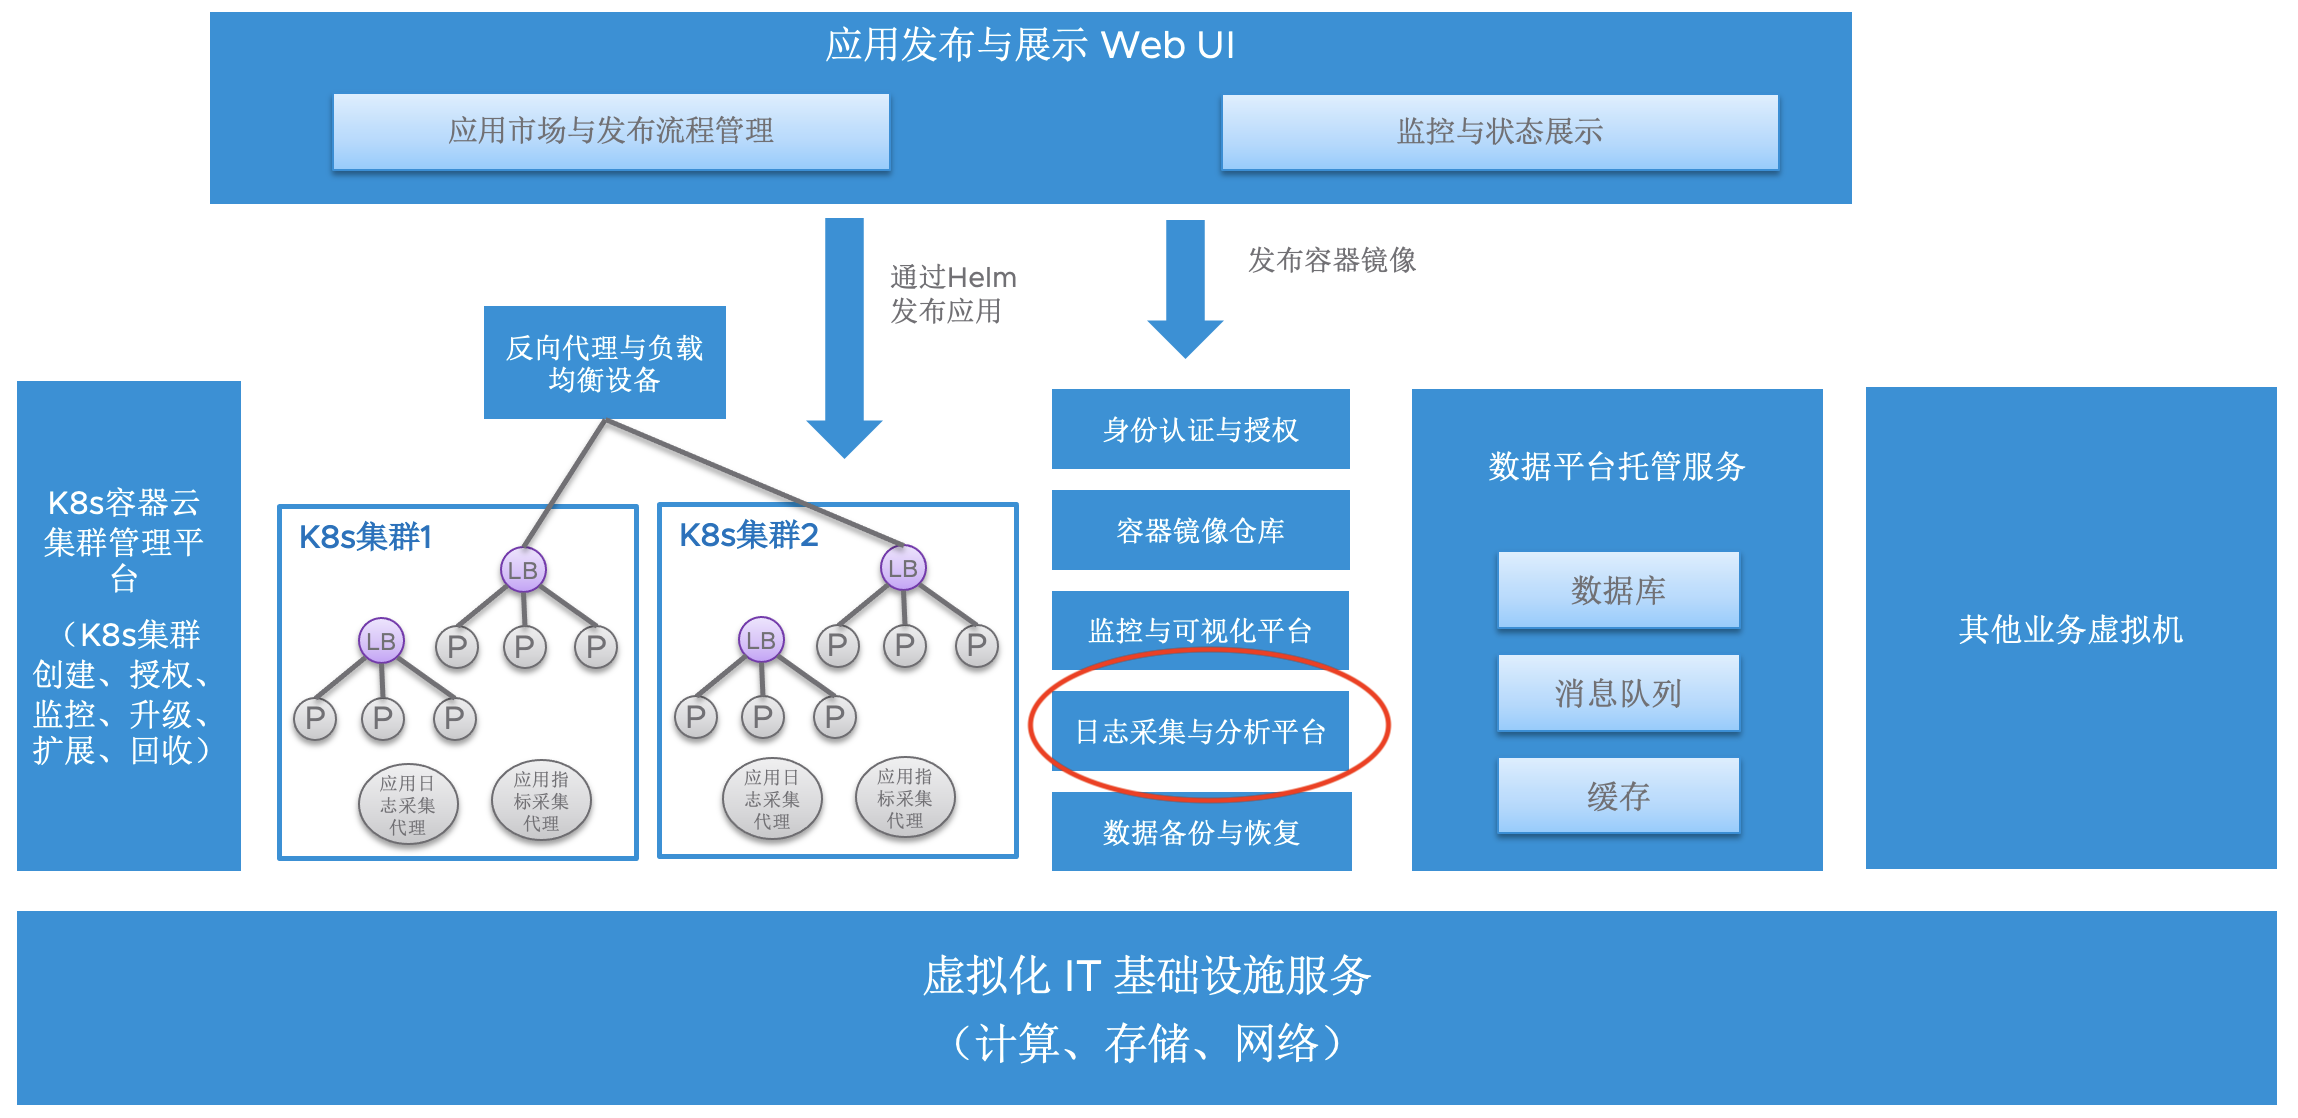 应用发布与展示 Web UI
应用市场与发布流程管理
监控与状态展示
通过Helm
发布应用
发布容器镜像
反向代理与负载
均衡设备
K8s容器云
集群管理平
台
（K8s集群
创建、授权、
监控、升级、
扩展、回收）
K8s集群1
LB
P
P
P
LB
P
P
P
应用日
志采集
代理
应用指
标采集
代理
K8s集群2
LB
P
P
P
LB
P
P
P
应用日
志采集
代理
应用指
标采集
代理
身份认证与授权
容器镜像仓库
监控与可视化平台
日志采集与分析平台
数据备份与恢复
数据平台托管服务
数据库
消息队列
缓存
其他业务虚拟机
虚拟化 IT 基础设施服务
（计算、存储、网络）